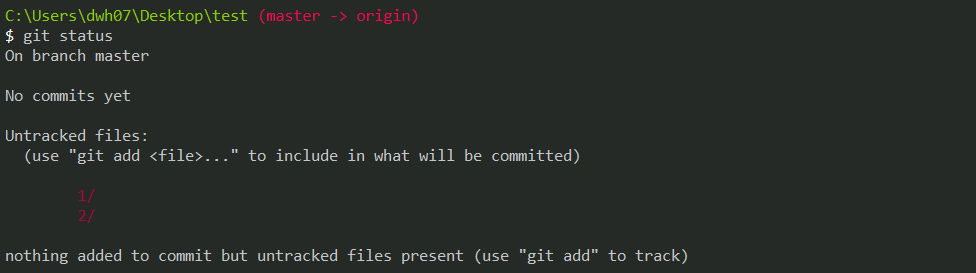 C:\Users\dwh07\Desktop\test (master -> origin)
$ git status
On branch master
No commits yet
Untracked files:
(use "git add <file>..." to include in what will be committed)
1/
2/
nothing added to commit but untracked files present (use "git add" to track)